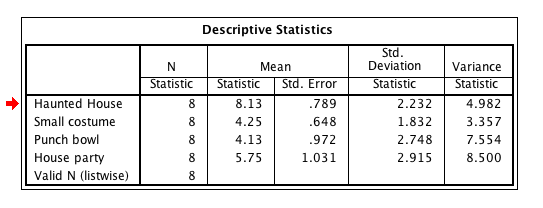 Descriptive Statistics
N Mean Std. Deviation Variance
Statistic Statistic Std. Error Statistic Statistic
Haunted House 8 8.13 .789 2.232 4.982
Small costume 8 4.25 .648 1.832 3.357
Punch bowl 8 4.13 .972 2.748 7.554
House party 8 5.75 1.031 2.915 8.500
Valid N (listwise) 8